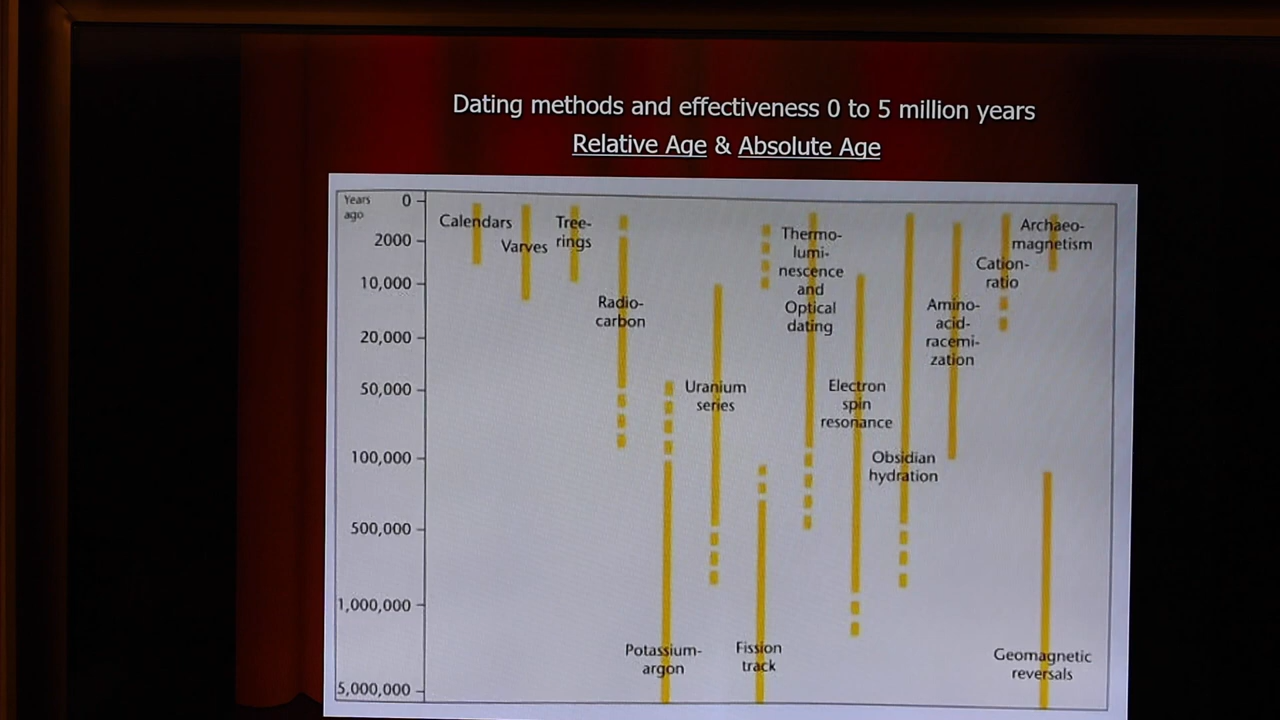 Dating methods and effectiveness 0 to 5 million years
Relative Age & Absolute Age
Years
ago
0
2000
10,000
20,000
50,000
100,000
500,000
1,000,000
5,000,000
Calendars
Varves
Tree-
rings
Radio-
carbon
Potassium-
argon
Uranium
series
Fission
track
Thermo-
lumi-
nescence
and
Optical
dating
Electron
spin
resonance
Obsidian
hydration
Amino-
acid-
racemi-
zation
Cation-
ratio
Archaeo-
magnetism
Geomagnetic
reversals